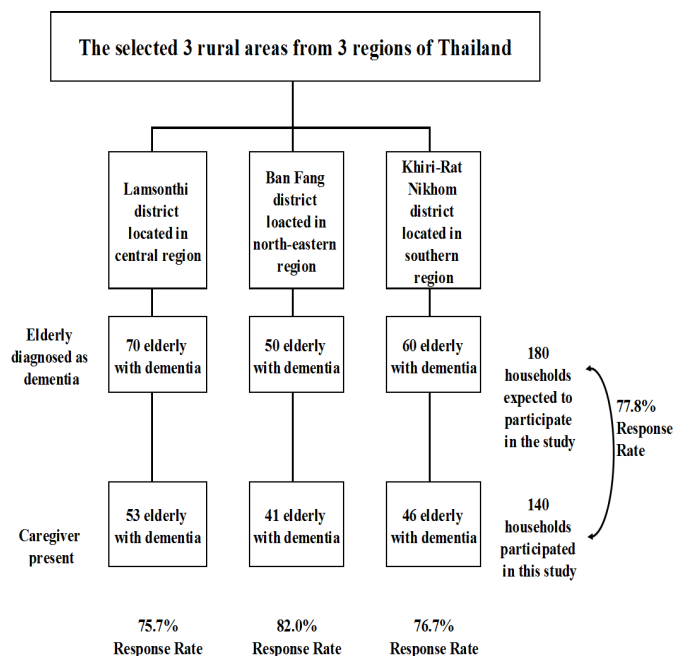 The selected 3 rural areas from 3 regions of Thailand
Lamsonthi
district
located in
central region
Ban Fang
district
loacted in
north-eastern
region
Khiri-Rat
Nikhom
district
located in
southern
region
Elderly
diagnosed as
dementia
70 elderly
with dementia
50 elderly
with dementia
60 elderly
with dementia
180
households
expected to
participate
in the study
77.8%
Response
Rate
Caregiver
present
53 elderly
with dementia
41 elderly
with dementia
46 elderly
with dementia
140
households
participated
in this study
75.7%
Response Rate
82.0%
Response Rate
76.7%
Response Rate